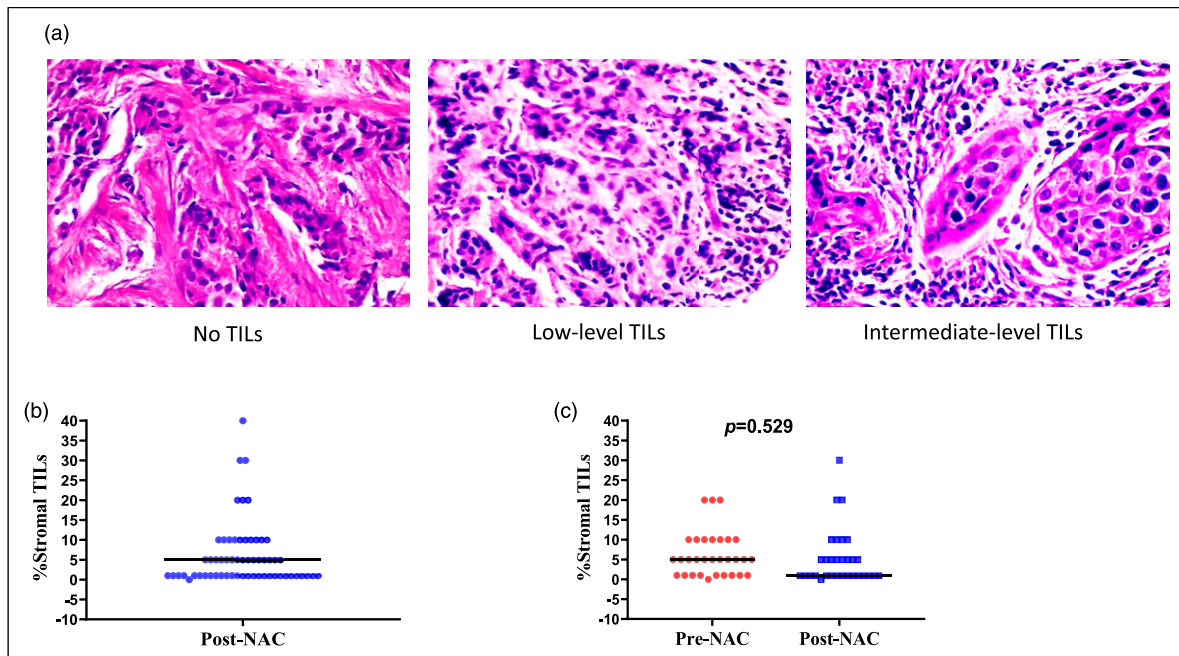 (a)
No TILs
Low-level TILs
Intermediate-level TILs
(b)
%Stromal TILs
40
35
30
25
20
15
10
5
0
-5
-10
Post-NAC
(c)
p=0.529
%Stromal TILs
40
35
30
25
20
15
10
5
0
-5
-10
Pre-NAC
Post-NAC